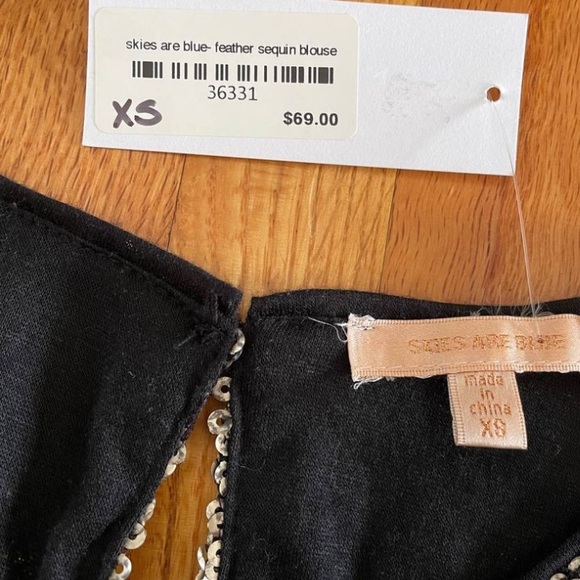 skies are blue- feather sequin blouse
36331
XS
$69.00
SKIES ARE BLUE
made
in
china
XS